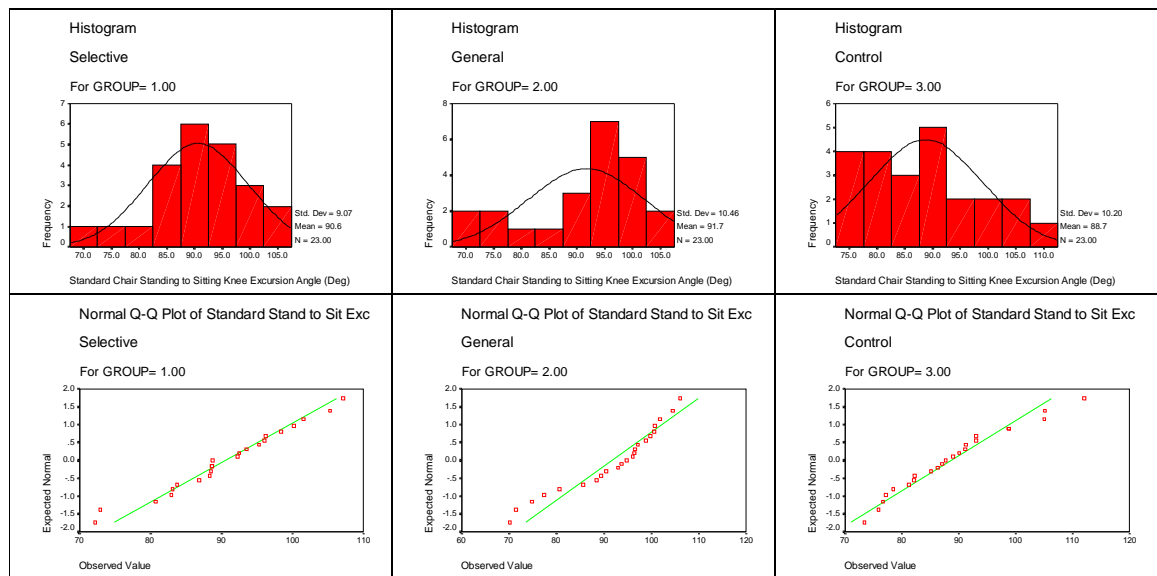 Histogram
Selective
For GROUP= 1.00
7
6
5
4
3
2
1
0
Frequency
70.0 75.0 80.0 85.0 90.0 95.0 100.0 105.0
Std. Dev = 9.07
Mean = 90.6
N = 23.00
Standard Chair Standing to Sitting Knee Excursion Angle (Deg)
Histogram
General
For GROUP= 2.00
8
6
4
2
0
Frequency
70.0 75.0 80.0 85.0 90.0 95.0 100.0 105.0
Std. Dev = 10.46
Mean = 91.7
N = 23.00
Standard Chair Standing to Sitting Knee Excursion Angle (Deg)
Histogram
Control
For GROUP= 3.00
6
5
4
3
2
1
0
Frequency
75.0 80.0 85.0 90.0 95.0 100.0 105.0 110.0
Std. Dev = 10.20
Mean = 88.7
N = 23.00
Standard Chair Standing to Sitting Knee Excursion Angle (Deg)
Normal Q-Q Plot of Standard Stand to Sit Exc
Selective
For GROUP= 1.00
2.0
1.5
1.0
.5
0.0
-.5
-1.0
-1.5
-2.0
Expected Normal
70 80 90 100 110
Observed Value
Normal Q-Q Plot of Standard Stand to Sit Exc
General
For GROUP= 2.00
2.0
1.5
1.0
.5
0.0
-.5
-1.0
-1.5
-2.0
Expected Normal
60 70 80 90 100 110 120
Observed Value
Normal Q-Q Plot of Standard Stand to Sit Exc
Control
For GROUP= 3.00
2.0
1.5
1.0
.5
0.0
-.5
-1.0
-1.5
-2.0
Expected Normal
70 80 90 100 110 120
Observed Value